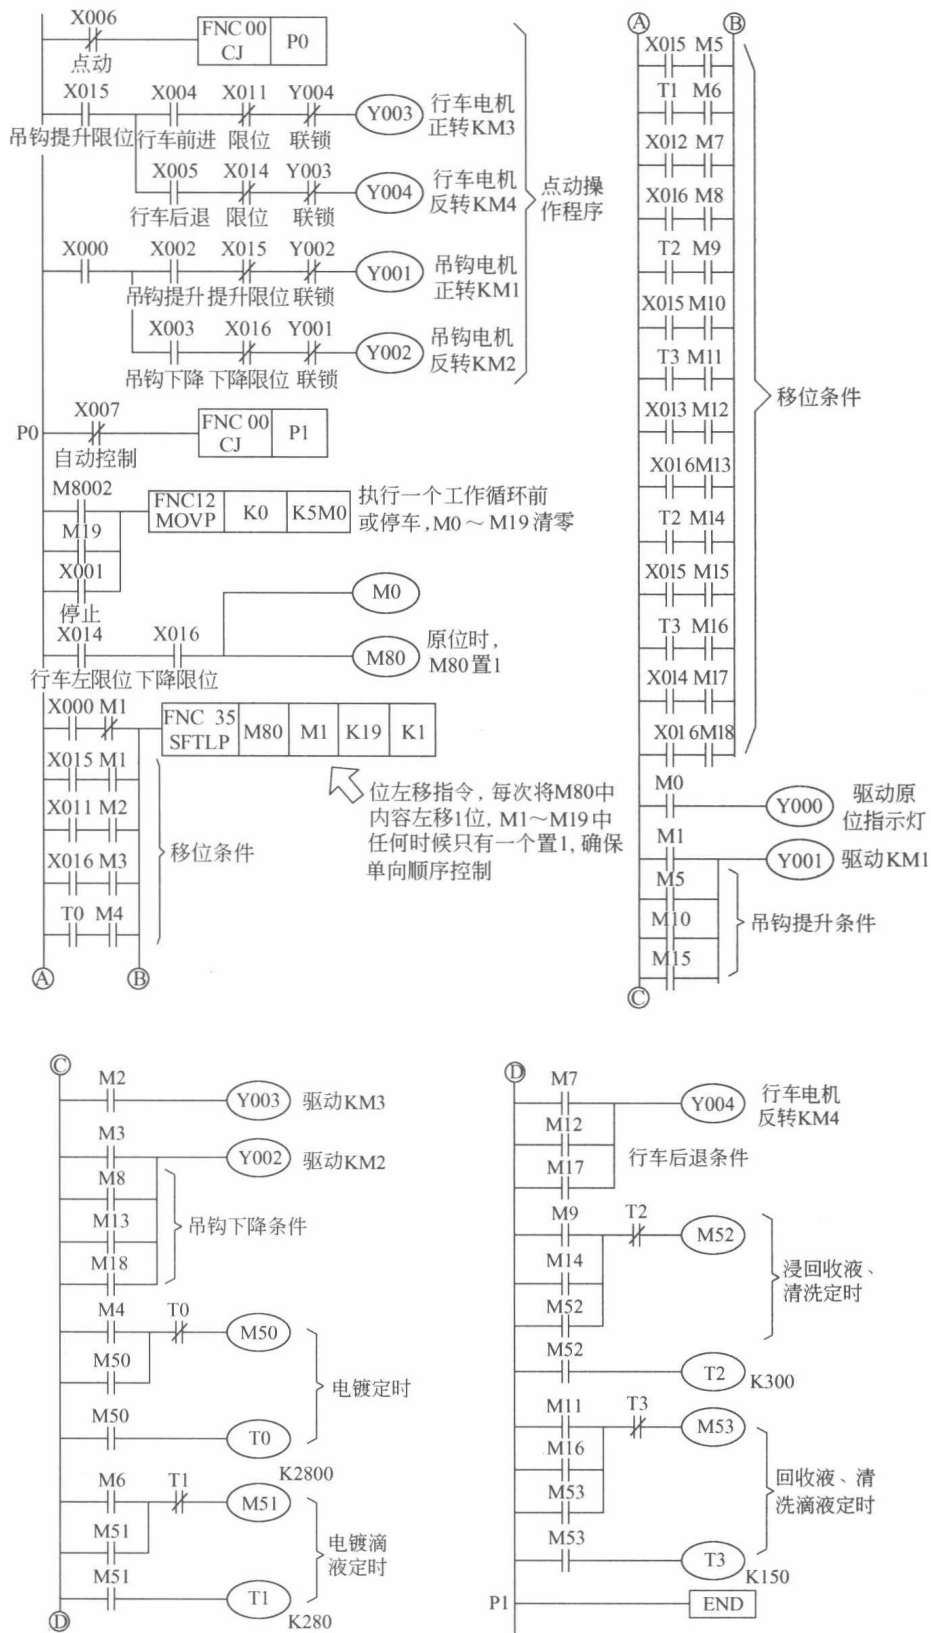 X006
FNC 00
CJ
P0
点动
X015
X004
X011
Y004
Y003
行车电机
正转KM3
吊钩提升限位
行车前进
限位
联锁
X005
X014
Y003
Y004
行车电机
反转KM4
行车后退
限位
联锁
点动操
作程序
X000
X002
X015
Y002
Y001
吊钩电机
正转KM1
吊钩提升
提升限位
联锁
X003
X016
Y001
Y002
吊钩电机
反转KM2
吊钩下降
下降限位
联锁
P0
X007
FNC 00
CJ
P1
自动控制
M8002
FNC12
MOVP
K0
K5M0
执行一个工作循环前
或停车,M0~M19清零
M19
X001
停止
M0
X014
X016
M80
原位时,
M80置1
行车左限位
下降限位
X000 M1
FNC 35
SFTLP
M80
M1
K19
K1
X015 M1
X011 M2
X016 M3
T0 M4
移位条件
位左移指令,每次将M80中
内容左移1位,M1~M19中
任何时候只有一个置1,确保
单向顺序控制
A
B
A
B
X015 M5
T1 M6
X012 M7
X016 M8
T2 M9
X015 M10
T3 M11
X013 M12
X016M13
T2 M14
X015 M15
T3 M16
X014 M17
X016M18
移位条件
M0
Y000
驱动原
位指示灯
M1
Y001
驱动KM1
M5
M10
M15
吊钩提升条件
C
C
M2
Y003
驱动KM3
M3
Y002
驱动KM2
M8
M13
M18
吊钩下降条件
M4
T0
M50
M50
M50
T0
K2800
电镀定时
M6
T1
M51
M51
M51
T1
K280
电镀滴
液定时
D
D
M7
Y004
行车电机
反转KM4
M12
M17
行车后退条件
M9
T2
M52
M14
M52
浸回收液、
清洗定时
M52
T2
K300
M11
T3
M53
M16
M53
回收液、清
洗滴液定时
M53
T3
K150
P1
END